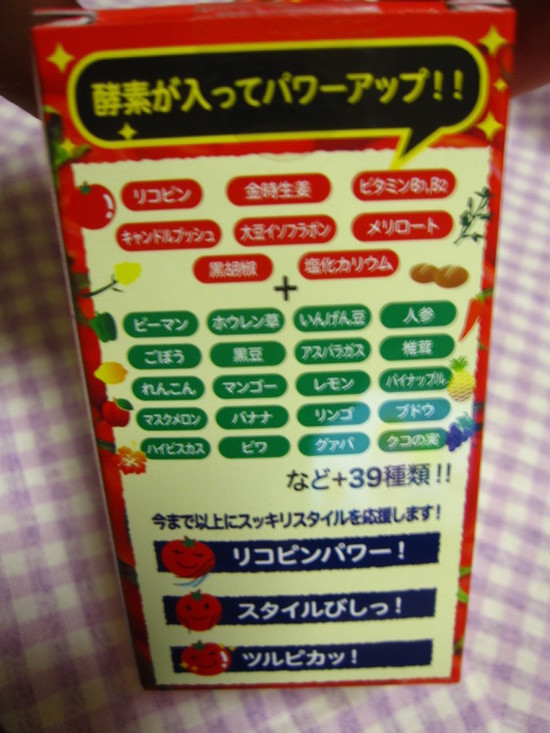 酵素が入ってパワーアップ!!
リコピン 金時生姜 ビタミンB1,B2
キャンドルブッシュ 大豆イソフラボン メリロート
黒胡椒 塩化カリウム
+
ピーマン ホウレン草 いんげん豆 人参
ごぼう 黒豆 アスパラガス 椎茸
れんこん マンゴー レモン パイナップル
マスクメロン バナナ リンゴ ブドウ
ハイビスカス ビワ グァバ クコの実
など+39種類!!
今まで以上にスッキリスタイルを応援します!
リコピンパワー!
スタイルびしっ!
ツルピカッ!